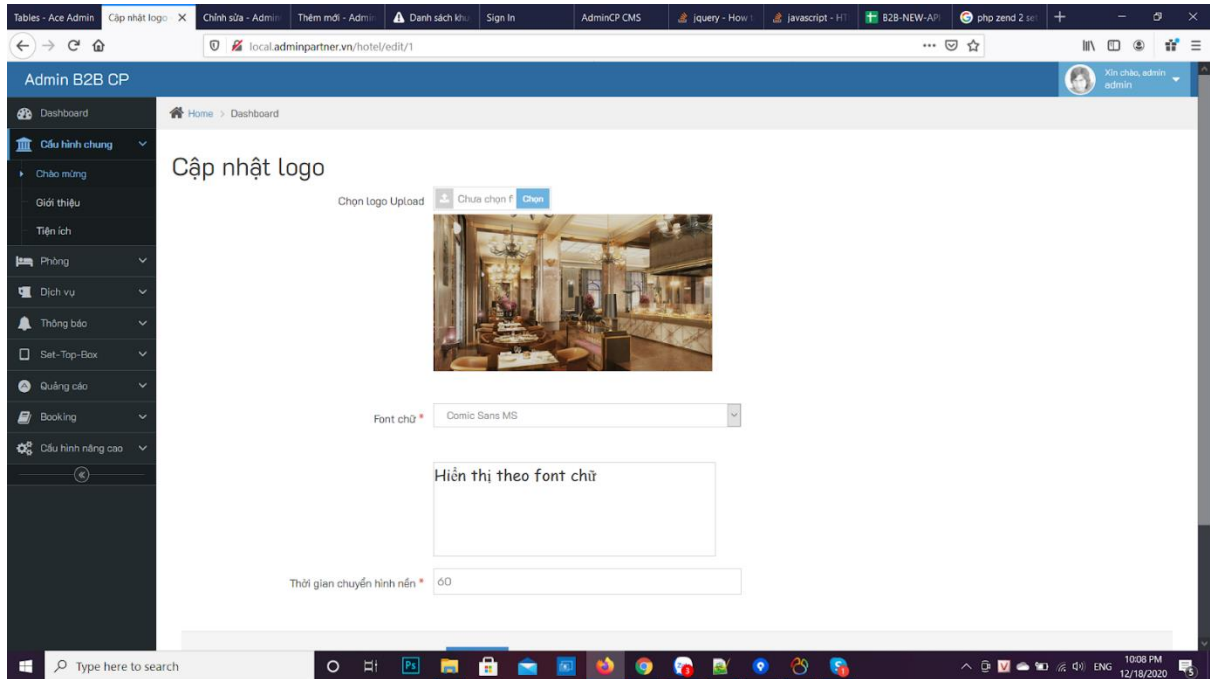 Tables - Ace Admin
Cập nhật logo
Chỉnh sửa - Admin
Thêm mới - Admin
Danh sách khu
Sign In
AdminCP CMS
jquery - How t
javascript - HT
B2B-NEW-API
php zend 2 set
local.adminpartner.vn/hotel/edit/1
Admin B2B CP
Xin chào, admin
admin
Dashboard
Home > Dashboard
Cấu hình chung
Chào mừng
Giới thiệu
Tiện ích
Phòng
Dịch vụ
Thông báo
Set-Top-Box
Quảng cáo
Booking
Cấu hình nâng cao
Cập nhật logo
Chọn logo Upload
Chưa chọn f
Chọn
Font chữ *
Comic Sans MS
Hiển thị theo font chữ
Thời gian chuyển hình nền *
60
Type here to search
ENG
10:08 PM
12/18/2020
5